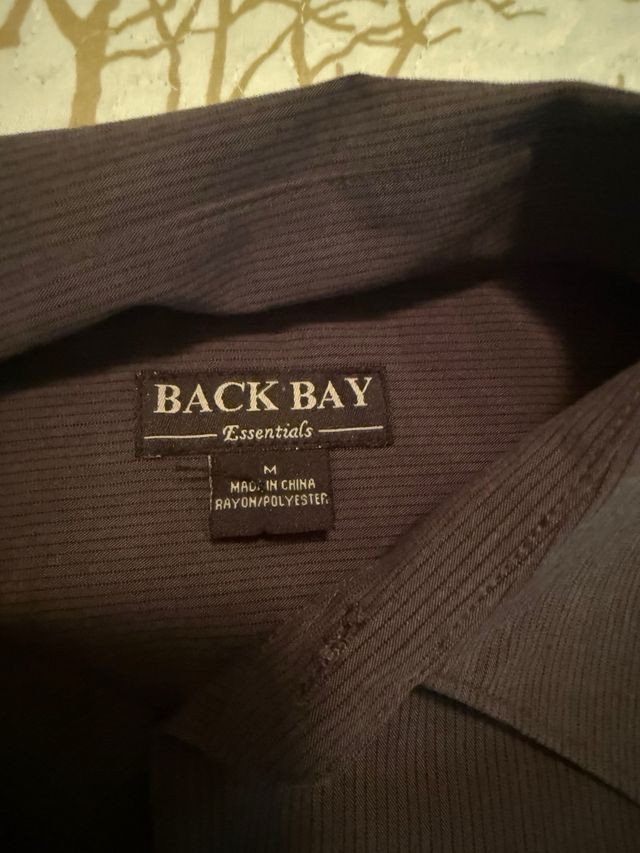 BACK BAY
Essentials
M
MADE IN CHINA
RAYON/POLYESTER